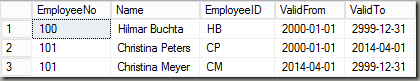 EmployeeNo Name EmployeeID ValidFrom ValidTo
1 100 Hilmar Buchta HB 2000-01-01 2999-12-31
2 101 Christina Peters CP 2000-01-01 2014-04-01
3 101 Christina Meyer CM 2014-04-01 2999-12-31